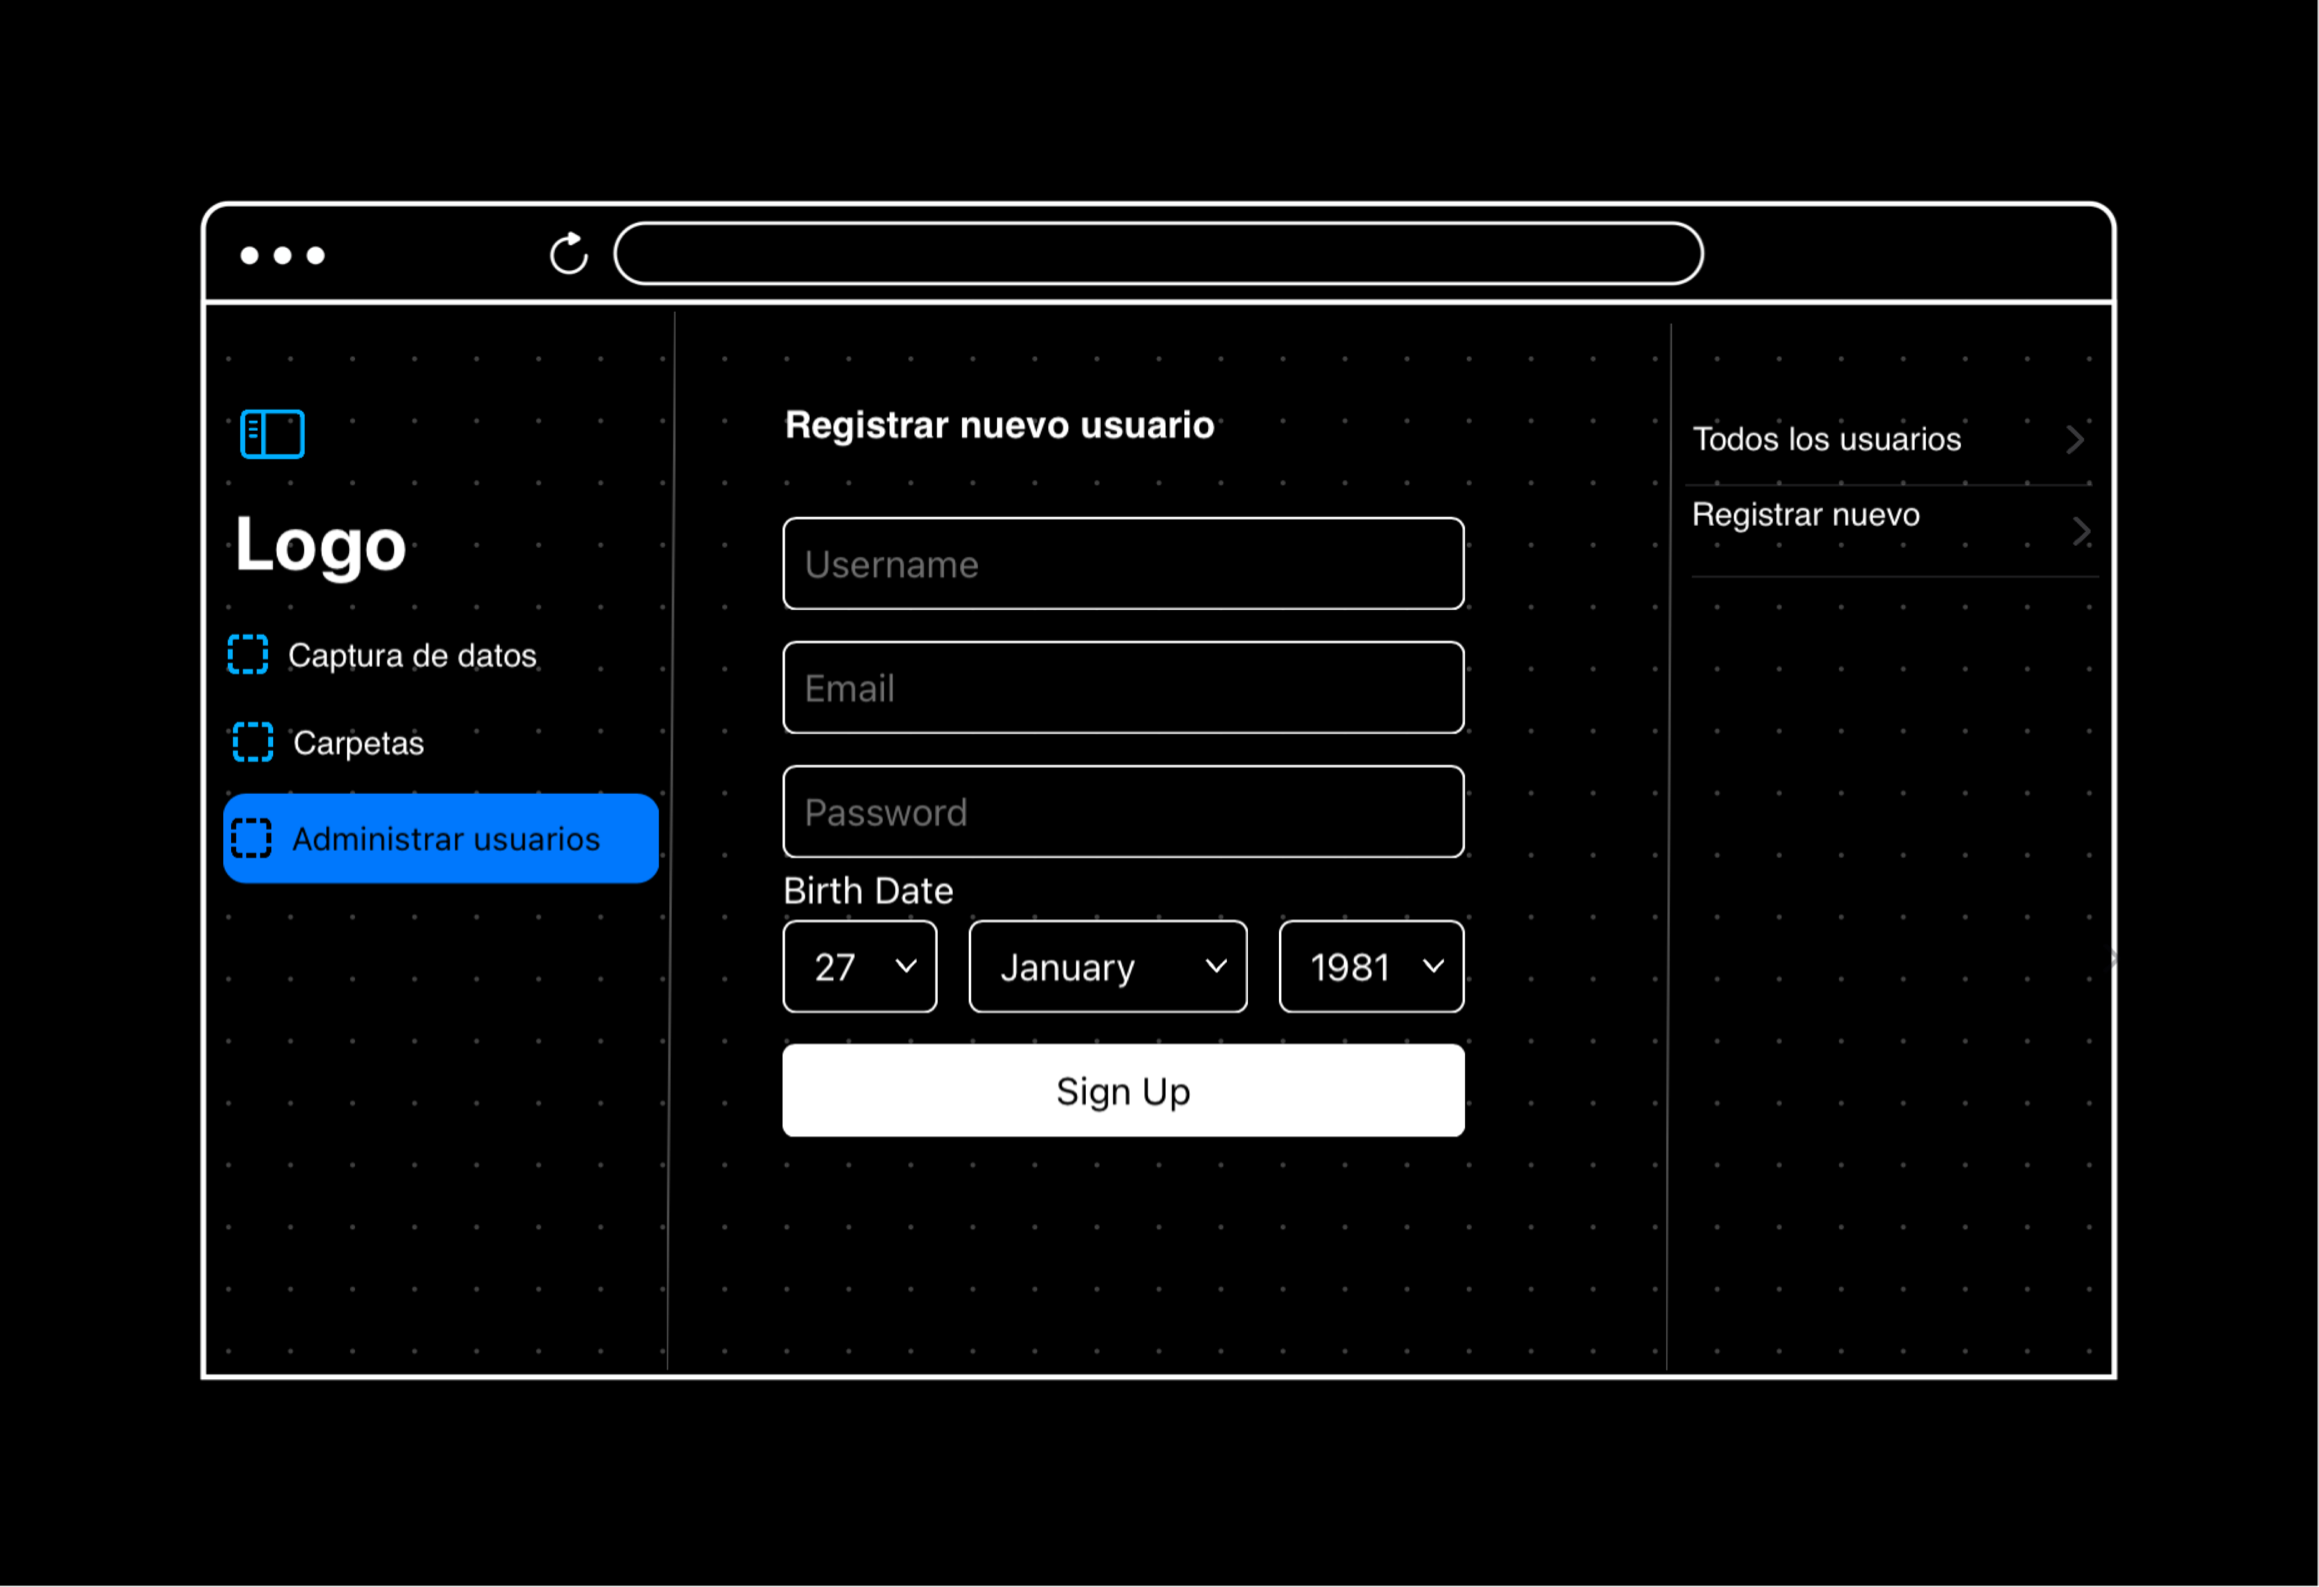 Logo
Captura de datos
Carpetas
Administrar usuarios
Registrar nuevo usuario
Username
Email
Password
Birth Date
27 January 1981
Sign Up
Todos los usuarios
Registrar nuevo